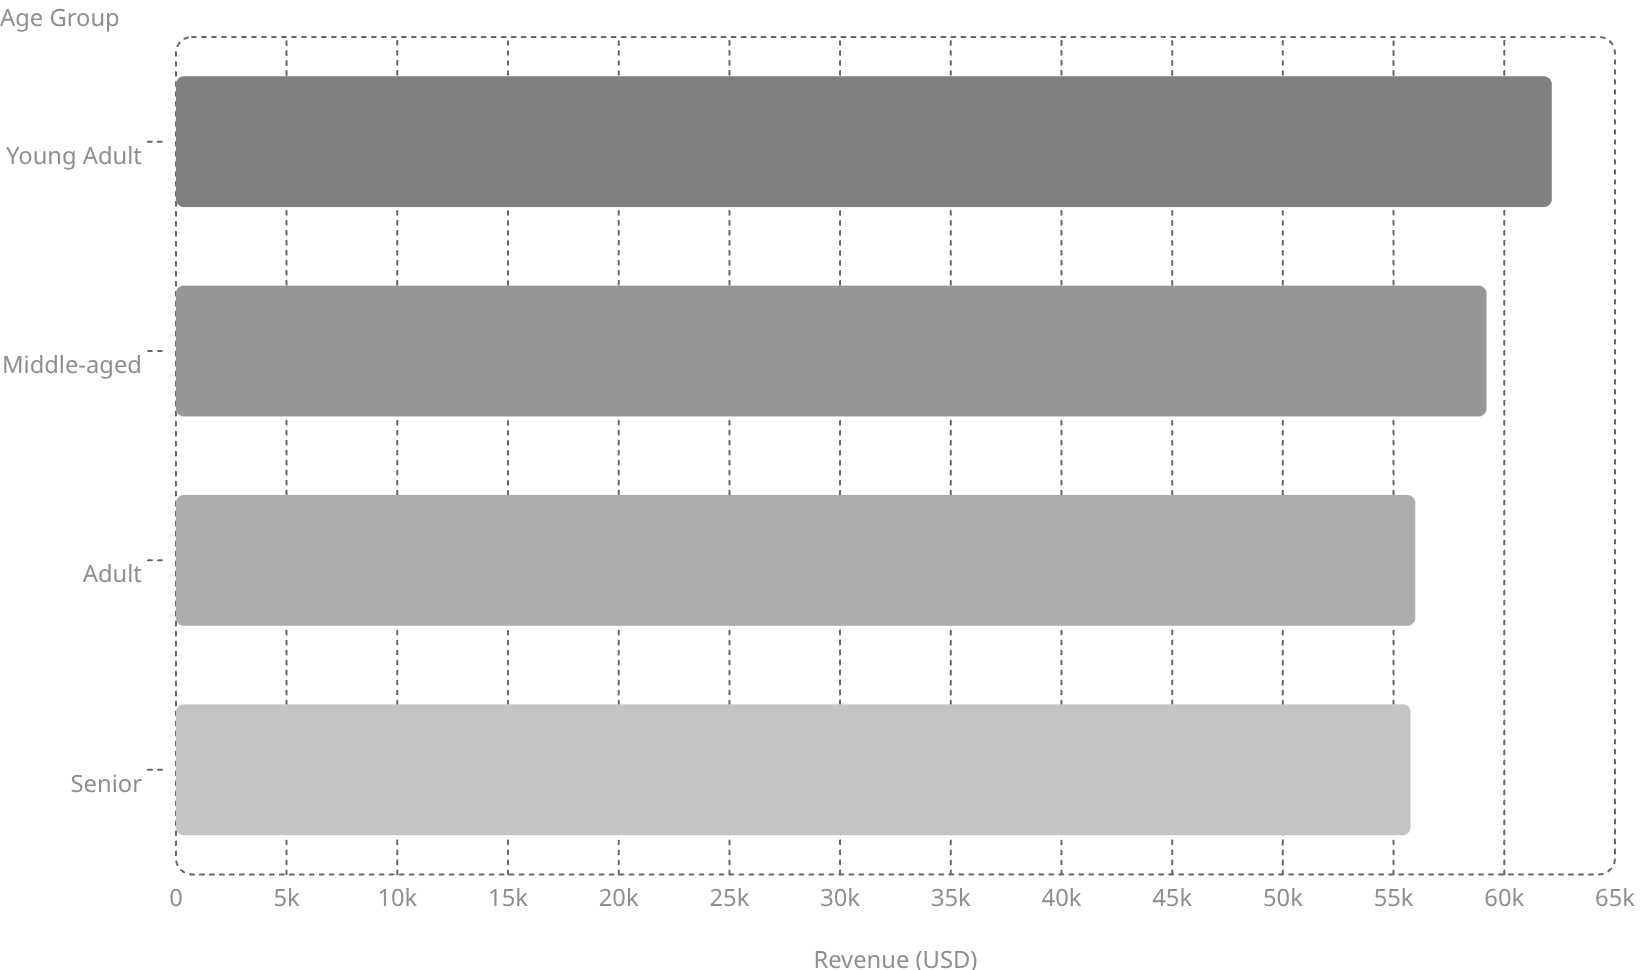 Age Group
Young Adult
Middle-aged
Adult
Senior
0 5k 10k 15k 20k 25k 30k 35k 40k 45k 50k 55k 60k 65k
Revenue (USD)